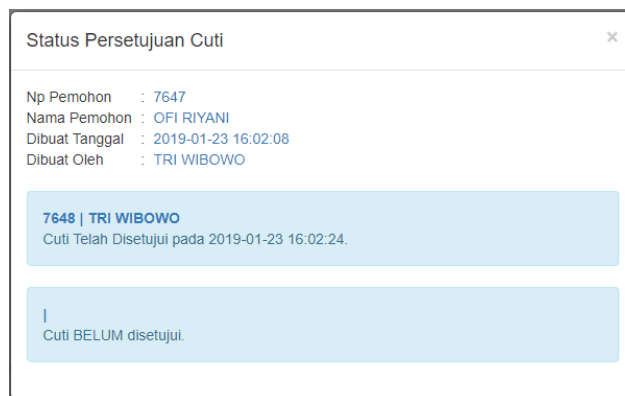 Status Persetujuan Cuti ×
Np Pemohon : 7647
Nama Pemohon : OFI RIYANI
Dibuat Tanggal : 2019-01-23 16:02:08
Dibuat Oleh : TRI WIBOWO
7648 | TRI WIBOWO
Cuti Telah Disetujui pada 2019-01-23 16:02:24.
|
Cuti BELUM disetujui.